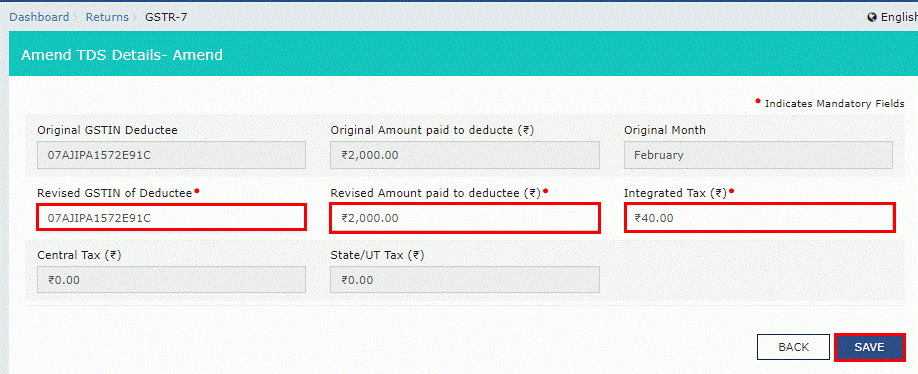 Dashboard › Returns › GSTR-7 English
Amend TDS Details- Amend
• Indicates Mandatory Fields
Original GSTIN Deductee Original Amount paid to deducte (₹) Original Month
07AJIPA1572E91C ₹2,000.00 February
Revised GSTIN of Deductee• Revised Amount paid to deductee (₹)• Integrated Tax (₹)•
07AJIPA1572E91C ₹2,000.00 ₹40.00
Central Tax (₹) State/UT Tax (₹)
₹0.00 ₹0.00
BACK SAVE